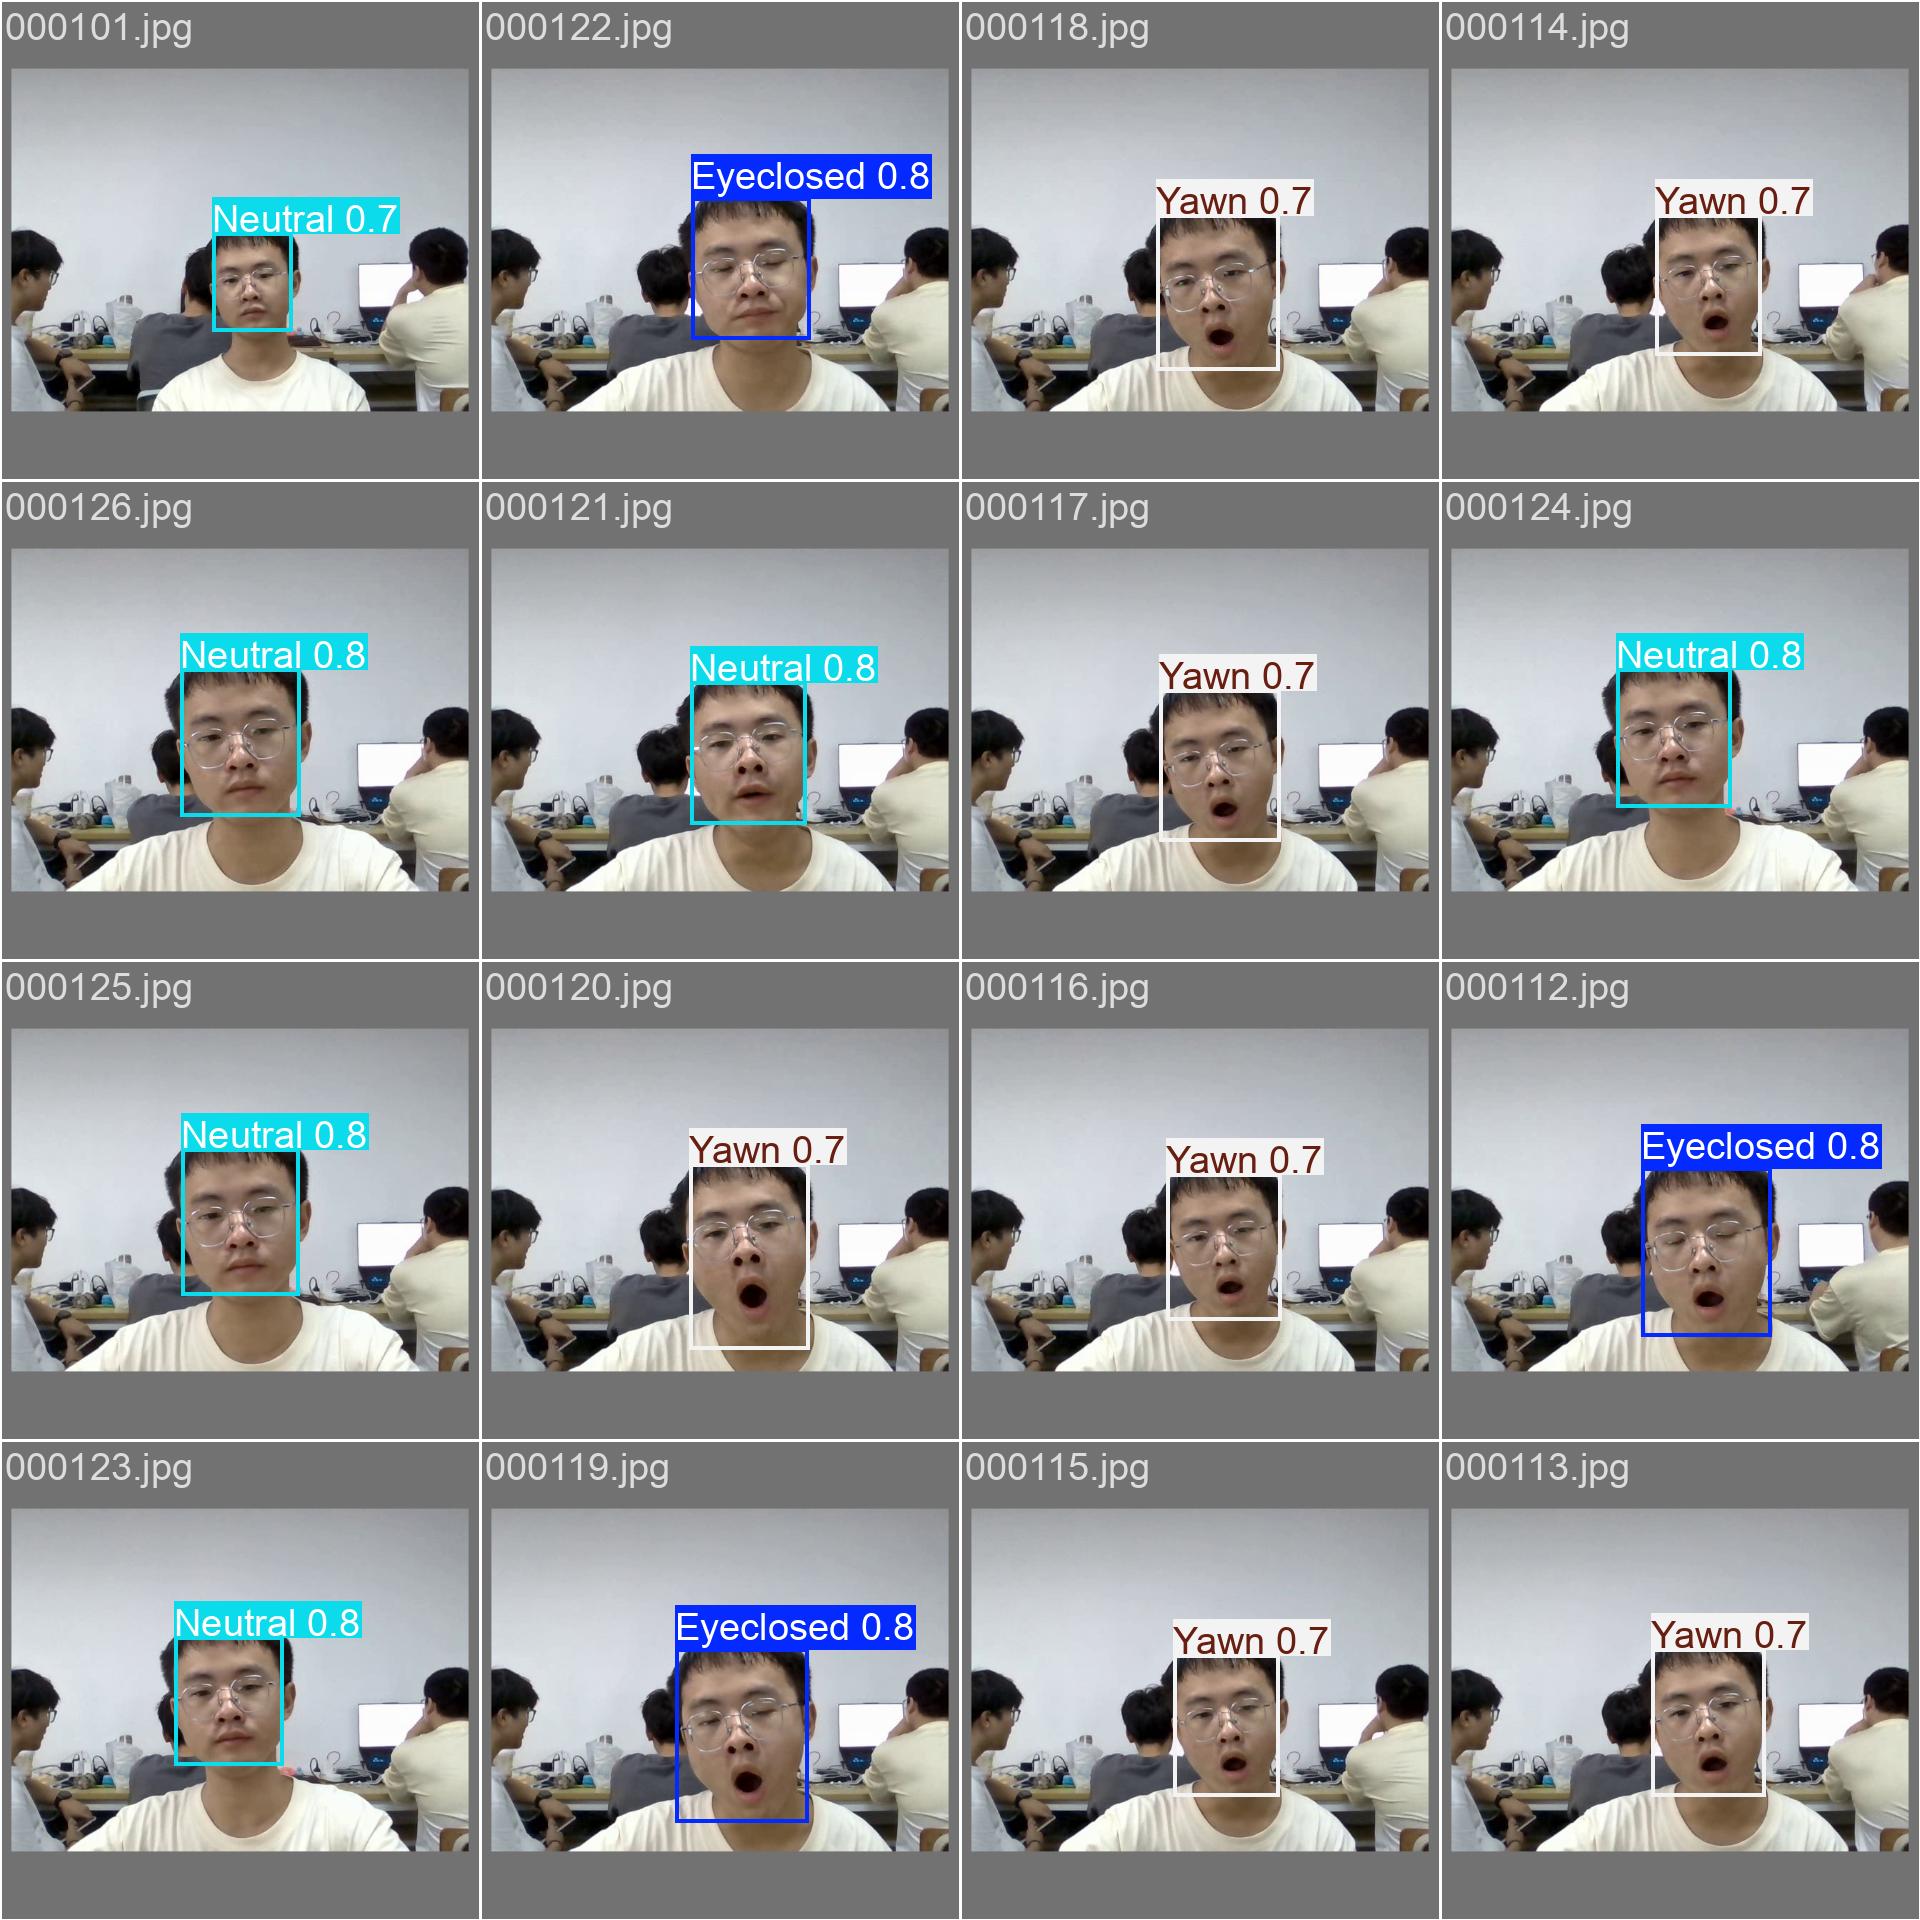 000101.jpg
Neutral 0.7
000122.jpg
Eyeclosed 0.8
000118.jpg
Yawn 0.7
000114.jpg
Yawn 0.7
000126.jpg
Neutral 0.8
000121.jpg
Neutral 0.8
000117.jpg
Yawn 0.7
000124.jpg
Neutral 0.8
000125.jpg
Neutral 0.8
000120.jpg
Yawn 0.7
000116.jpg
Yawn 0.7
000112.jpg
Eyeclosed 0.8
000123.jpg
Neutral 0.8
000119.jpg
Eyeclosed 0.8
000115.jpg
Yawn 0.7
000113.jpg
Yawn 0.7